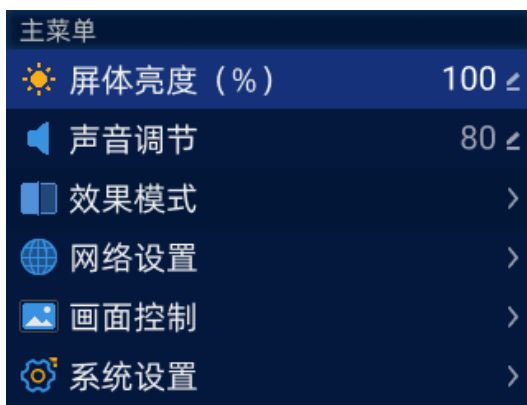 主菜单
屏体亮度（%） 100
声音调节 80
效果模式
网络设置
画面控制
系统设置